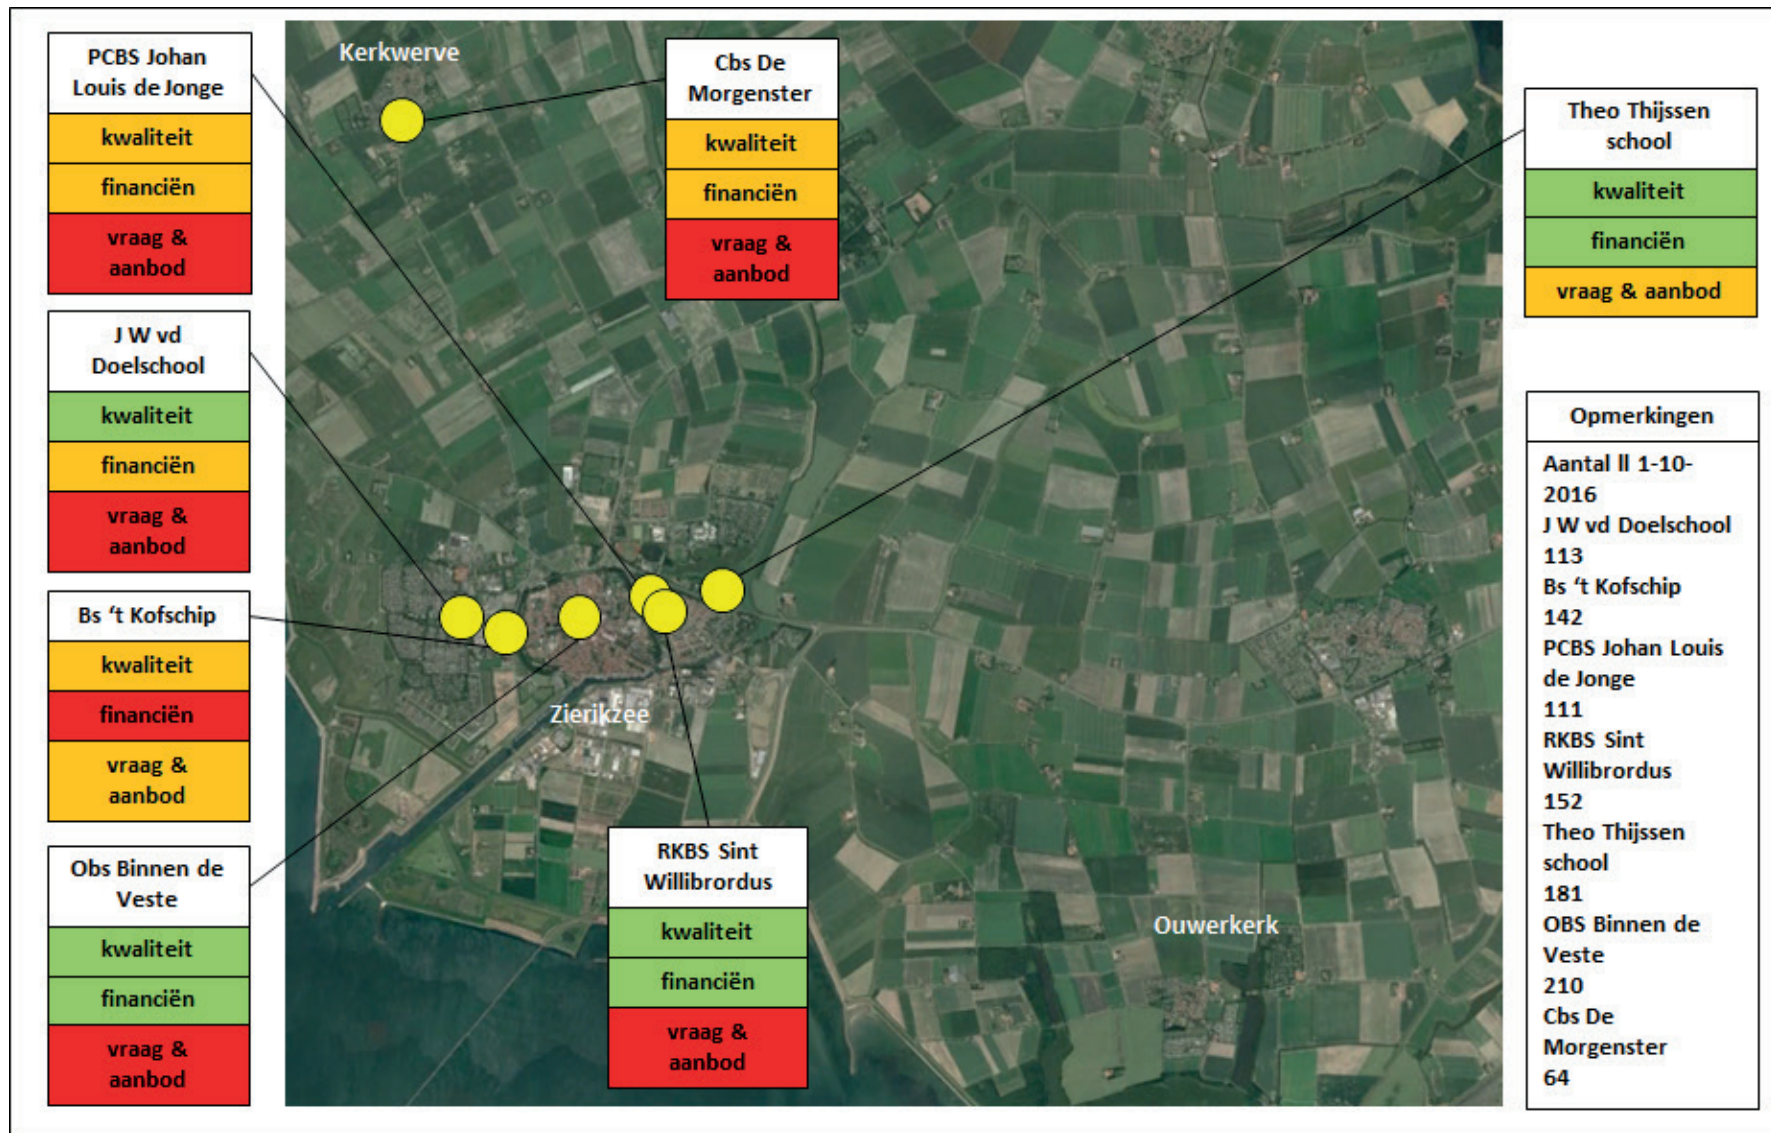 PCBS Johan
Louis de Jonge
kwaliteit
financiën
vraag &
aanbod
J W vd
Doelschool
kwaliteit
financiën
vraag &
aanbod
Bs ‘t Kofschip
kwaliteit
financiën
vraag &
aanbod
Obs Binnen de
Veste
kwaliteit
financiën
vraag &
aanbod
Kerkwerve
Cbs De
Morgenster
kwaliteit
financiën
vraag &
aanbod
Zierikzee
RKBS Sint
Willibrordus
kwaliteit
financiën
vraag &
aanbod
Ouwerkerk
Theo Thijssen
school
kwaliteit
financiën
vraag & aanbod
Opmerkingen
Aantal ll 1-10-
2016
J W vd Doelschool
113
Bs ‘t Kofschip
142
PCBS Johan Louis
de Jonge
111
RKBS Sint
Willibrordus
152
Theo Thijssen
school
181
OBS Binnen de
Veste
210
Cbs De
Morgenster
64